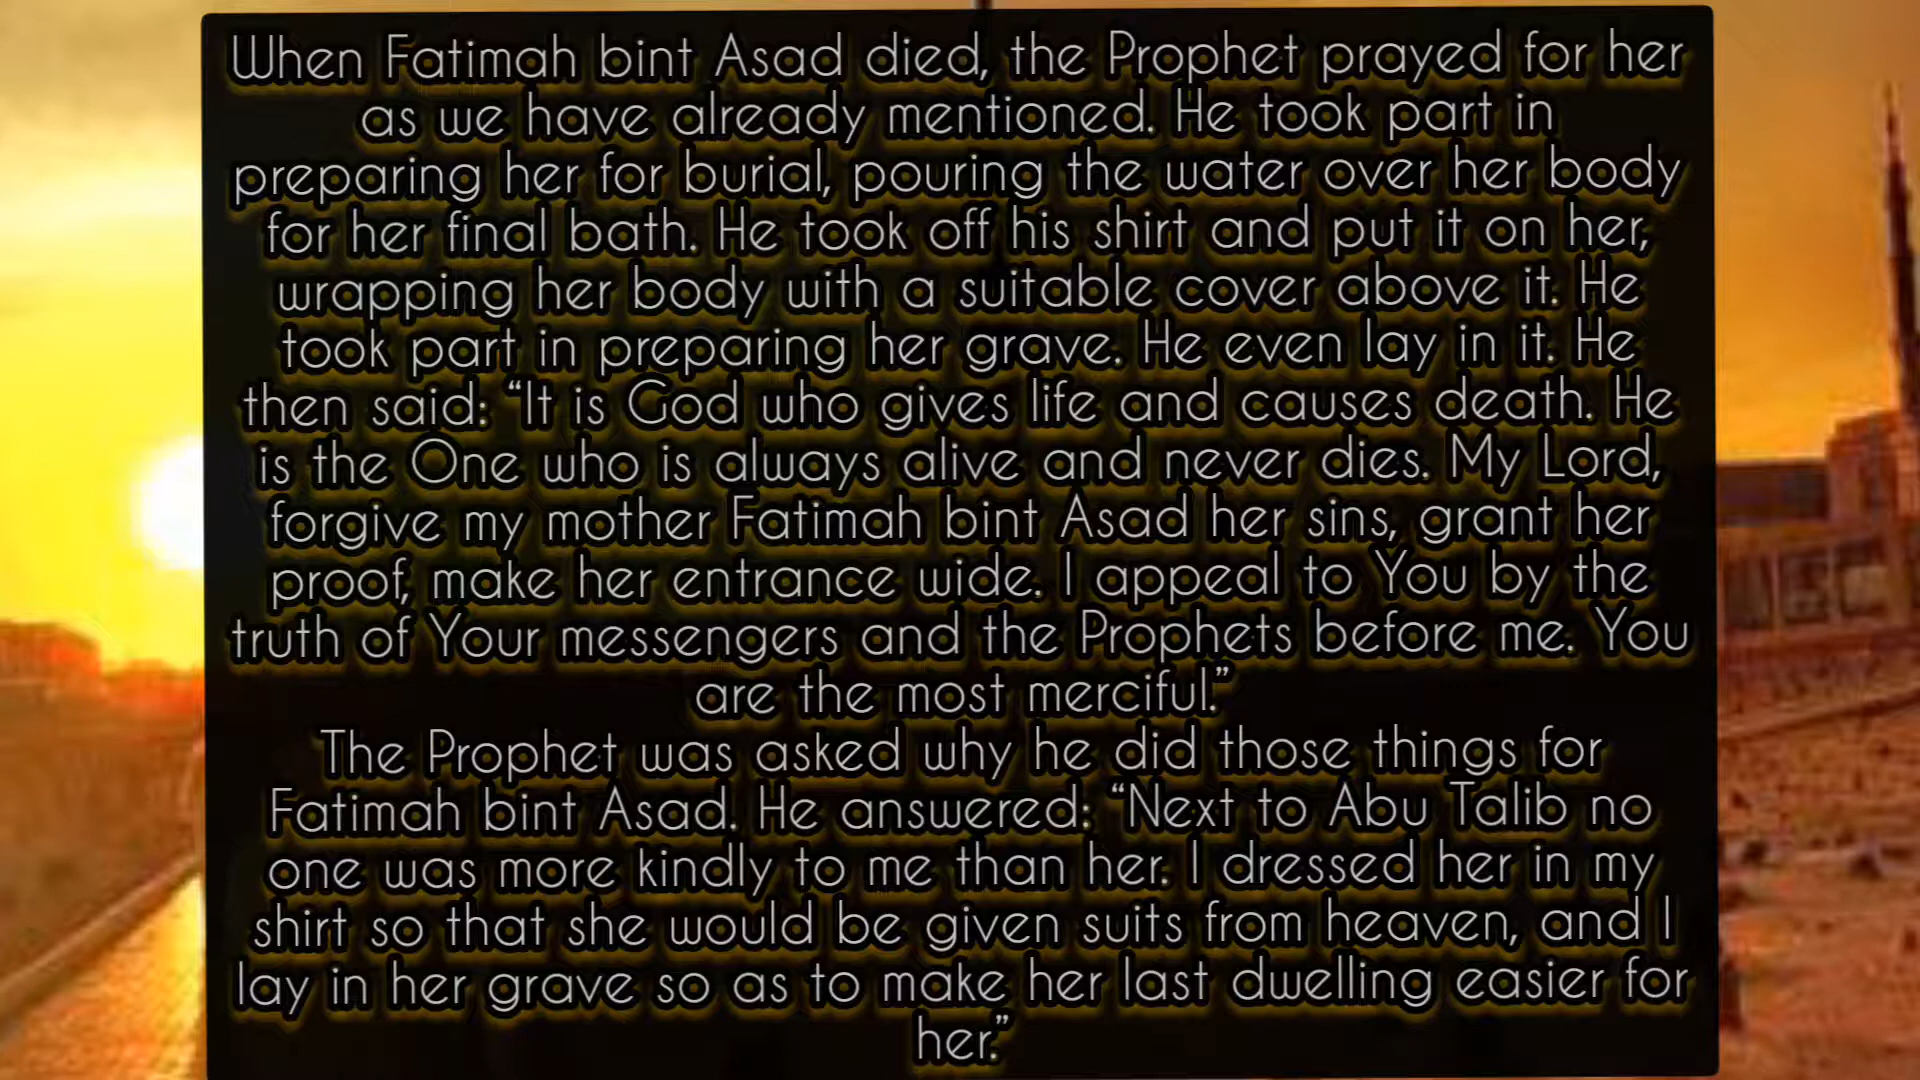 When Fatimah bint Asad died, the Prophet prayed for her
as we have already mentioned. He took part in
preparing her for burial, pouring the water over her body
for her final bath. He took off his shirt and put it on her,
wrapping her body with a suitable cover above it. He
took part in preparing her grave. He even lay in it. He
then said: “It is God who gives life and causes death. He
is the One who is always alive and never dies. My Lord,
forgive my mother Fatimah bint Asad her sins, grant her
proof, make her entrance wide. I appeal to You by the
truth of Your messengers and the Prophets before me. You
are the most merciful.”
The Prophet was asked why he did those things for
Fatimah bint Asad. He answered: “Next to Abu Talib no
one was more kindly to me than her. I dressed her in my
shirt so that she would be given suits from heaven, and I
lay in her grave so as to make her last dwelling easier for
her.”